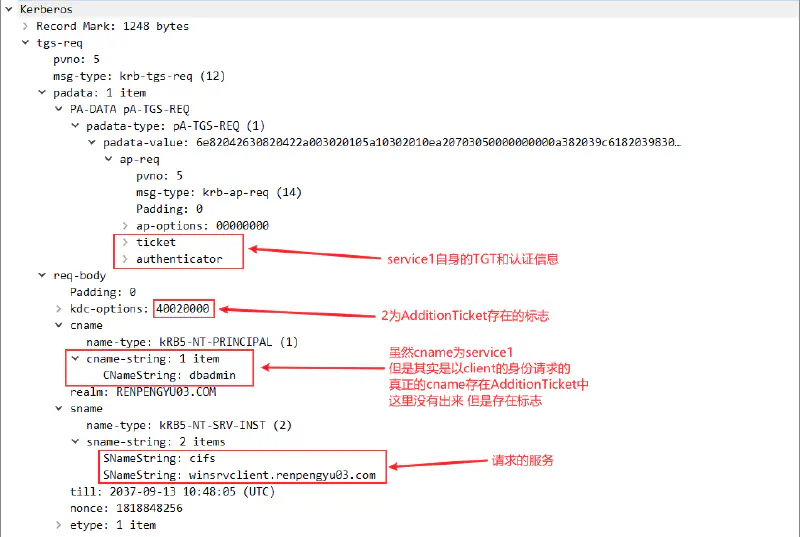 Kerberos
Record Mark: 1248 bytes
tgs-req
pvno: 5
msg-type: krb-tgs-req (12)
padata: 1 item
PA-DATA pA-TGS-REQ
padata-type: pA-TGS-REQ (1)
padata-value: 6e82042630820422a003020105a10302010ea20703050000000000a382039c6182039830…
ap-req
pvno: 5
msg-type: krb-ap-req (14)
Padding: 0
ap-options: 00000000
ticket
authenticator
service1自身的TGT和认证信息
req-body
Padding: 0
kdc-options: 40020000
2为AdditionTicket存在的标志
cname
name-type: kRB5-NT-PRINCIPAL (1)
cname-string: 1 item
CNameString: dbadmin
虽然cname为service1
但是其实是以client的身份请求的
真正的cname存在AdditionTicket中
这里没有出来 但是存在标志
realm: RENPENGYU03.COM
sname
name-type: kRB5-NT-SRV-INST (2)
sname-string: 2 items
SNameString: cifs
SNameString: winsrvclient.renpengyu03.com
请求的服务
till: 2037-09-13 10:48:05 (UTC)
nonce: 1818848256
etype: 1 item